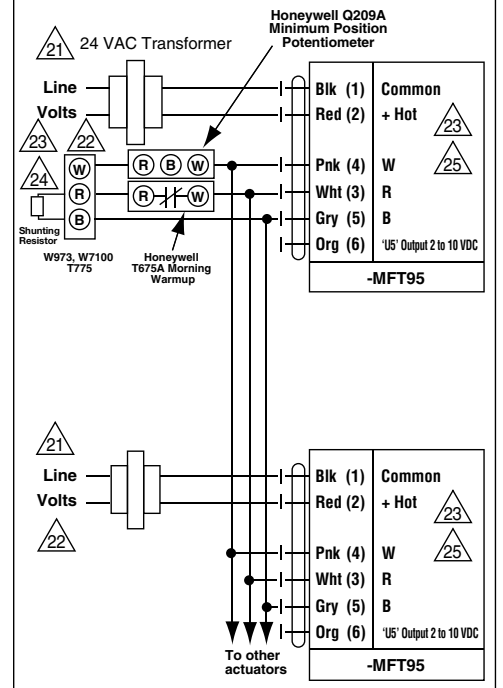 Honeywell Q209A
Minimum Position
Potentiometer
21 24 VAC Transformer
Line
Volts
Blk (1) Common
Red (2) + Hot
23
Pnk (4) W
25
Wht (3) R
Gry (5) B
Org (6) ‘U5’ Output 2 to 10 VDC
-MFT95
23 22
24
W
R
B
R B W
R W
Shunting
Resistor
W973, W7100
T775
Honeywell
T675A Morning
Warmup
21
Line
Volts
22
Blk (1) Common
Red (2) + Hot
23
Pnk (4) W
25
Wht (3) R
Gry (5) B
Org (6) ‘U5’ Output 2 to 10 VDC
-MFT95
To other
actuators